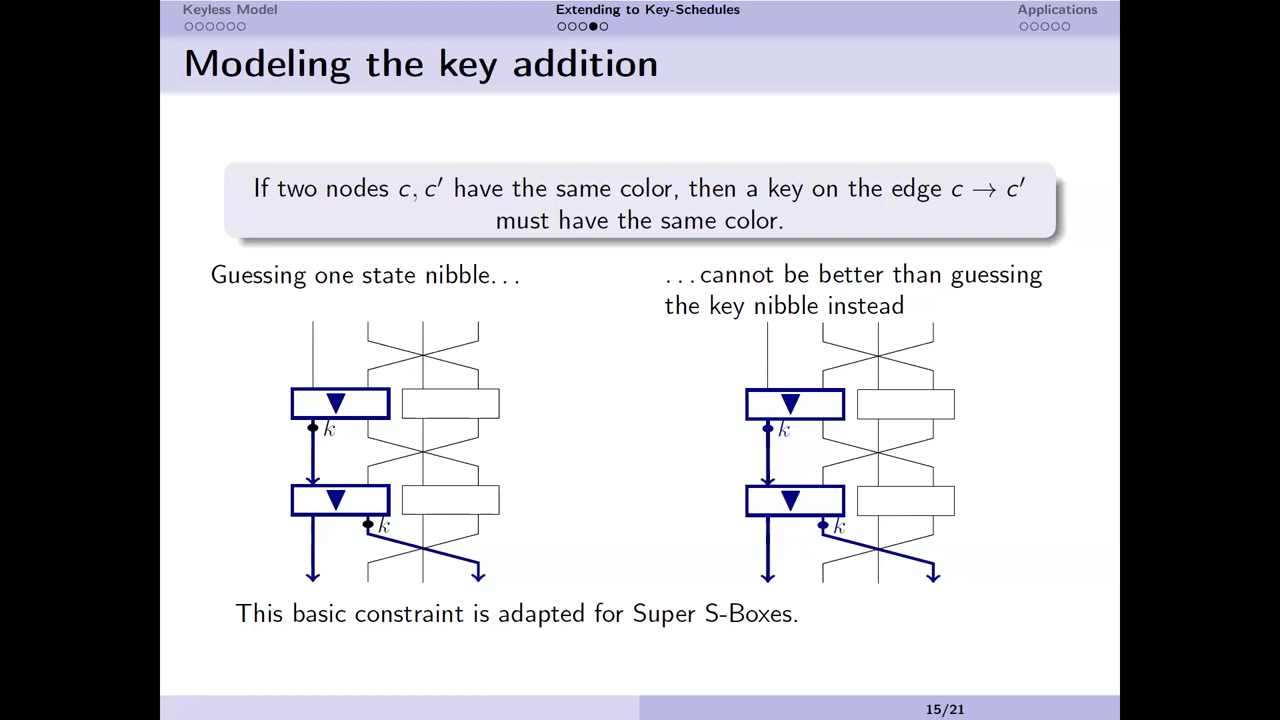 Keyless Model
Extending to Key-Schedules
Applications
Modeling the key addition
If two nodes c, c′ have the same color, then a key on the edge c → c′
must have the same color.
Guessing one state nibble...
...cannot be better than guessing
the key nibble instead
k
k
k
k
This basic constraint is adapted for Super S-Boxes.
15/21